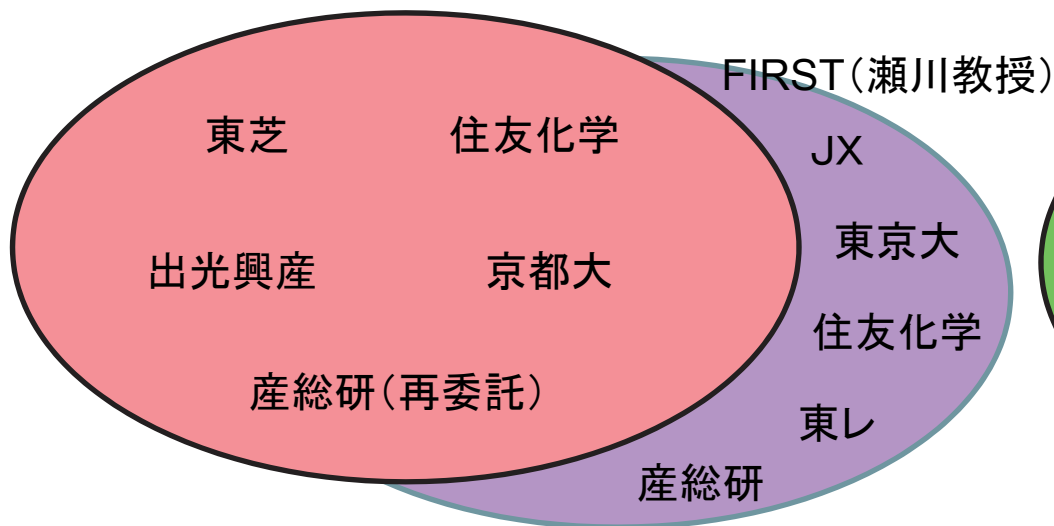 FIRST(瀬川教授)
東芝
住友化学
JX
東京大
出光興産
京都大
住友化学
産総研(再委託)
東レ
産総研